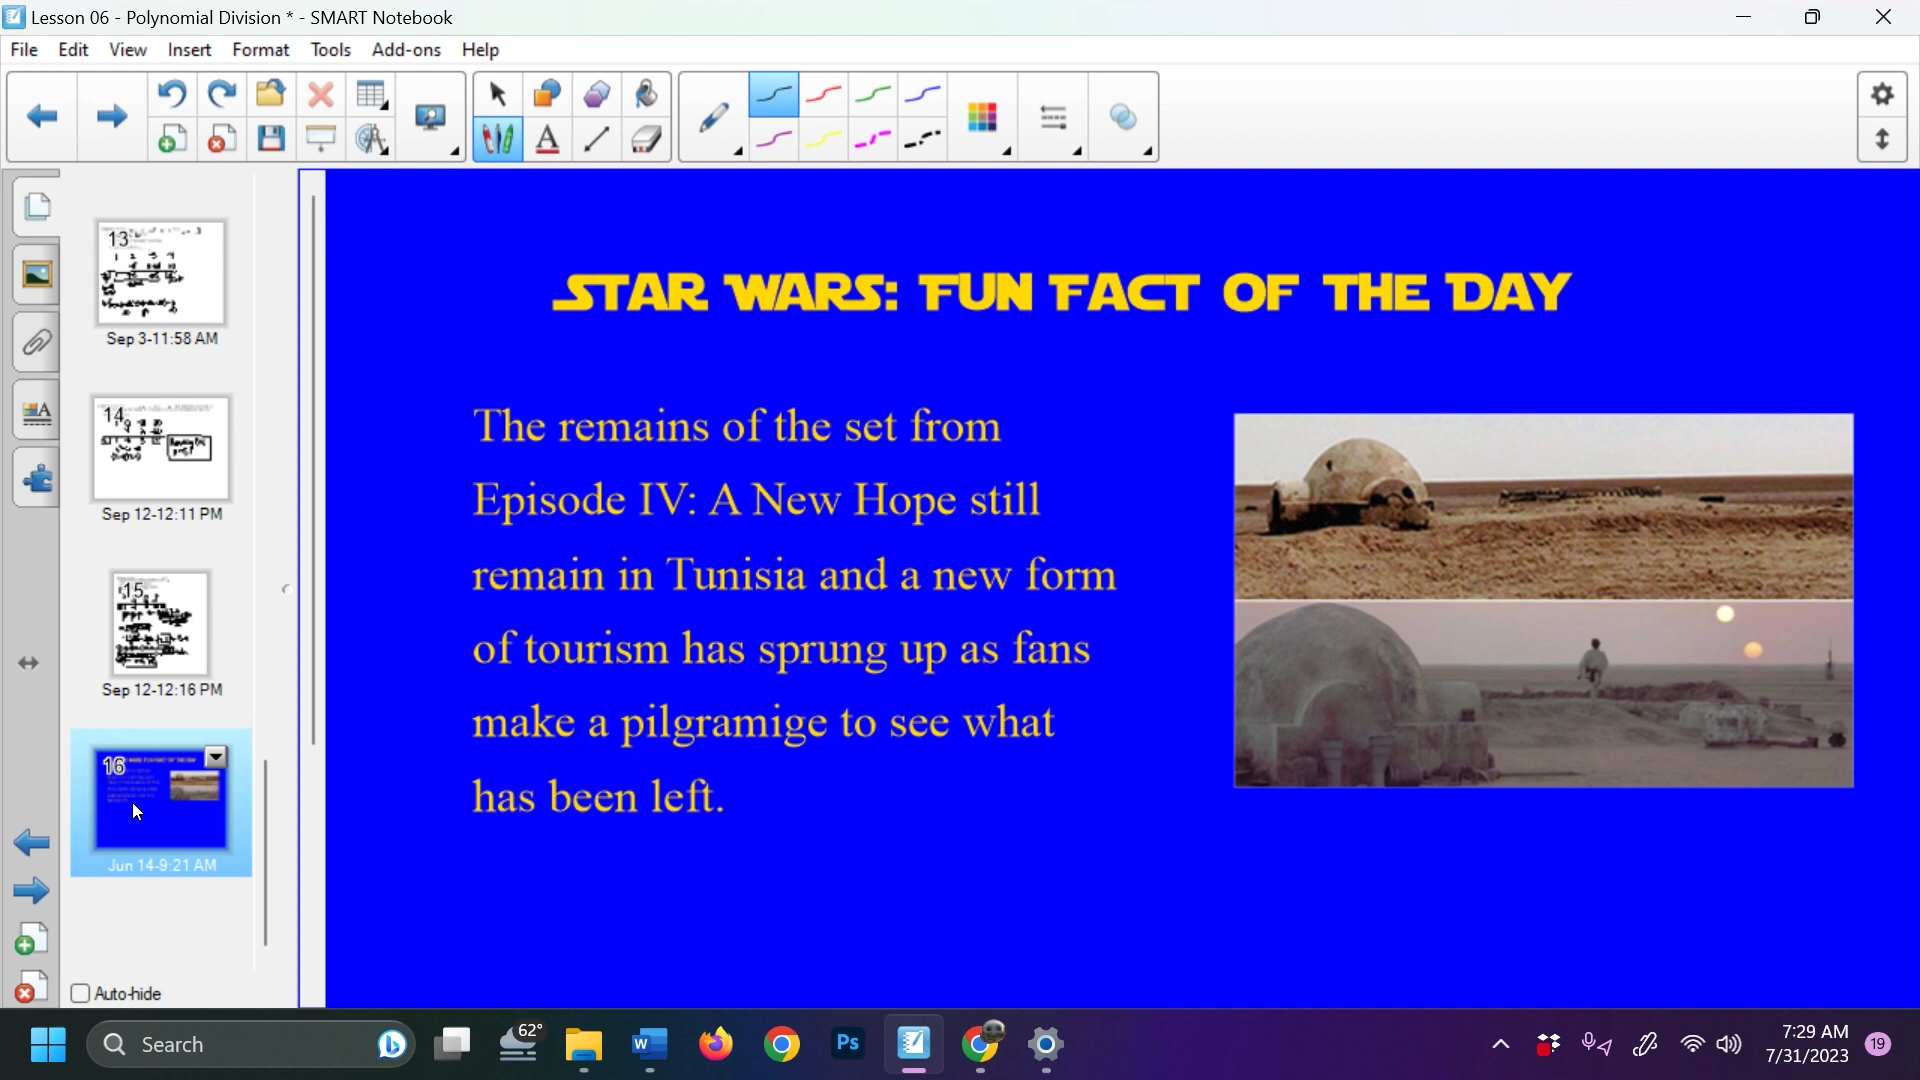 Lesson 06 - Polynomial Division * - SMART Notebook
File Edit View Insert Format Tools Add-ons Help
13
Sep 3-11:58 AM
14
Sep 12-12:11 PM
15
Sep 12-12:16 PM
16
Jun 14-9:21 AM
Auto-hide
STAR WARS: FUN FACT OF THE DAY
The remains of the set from
Episode IV: A New Hope still
remain in Tunisia and a new form
of tourism has sprung up as fans
make a pilgramige to see what
has been left.
Search
62°
W
Ps
7:29 AM
7/31/2023
19